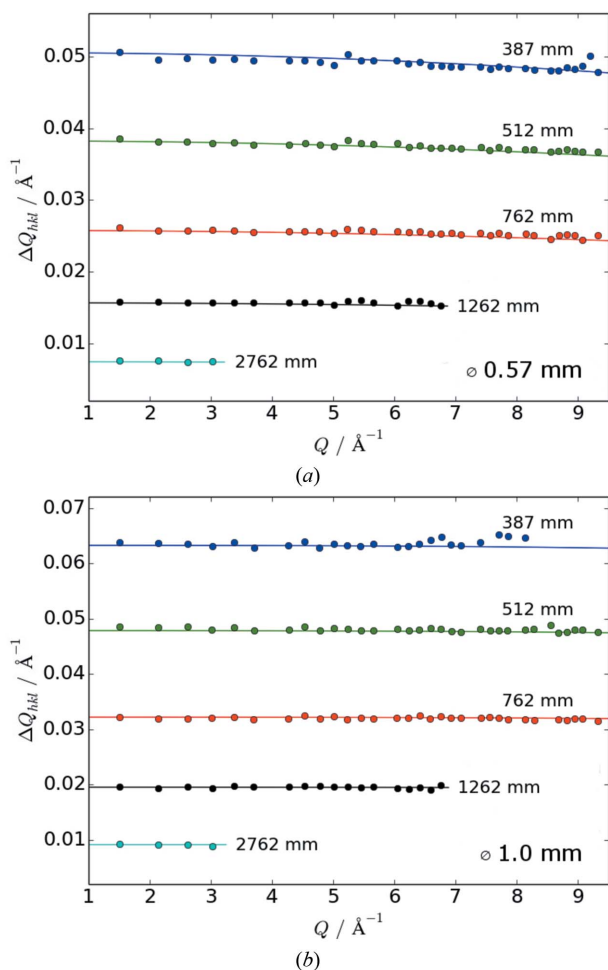 387 mm
0.05
512 mm
0.04
ΔQhkl / Å−1
0.03
762 mm
0.02
1262 mm
0.01
2762 mm
⌀ 0.57 mm
1 2 3 4 5 6 7 8 9
Q / Å−1
(a)
0.07
387 mm
0.06
0.05
512 mm
0.04
ΔQhkl / Å−1
762 mm
0.03
0.02
1262 mm
0.01
2762 mm
⌀ 1.0 mm
1 2 3 4 5 6 7 8 9
Q / Å−1
(b)